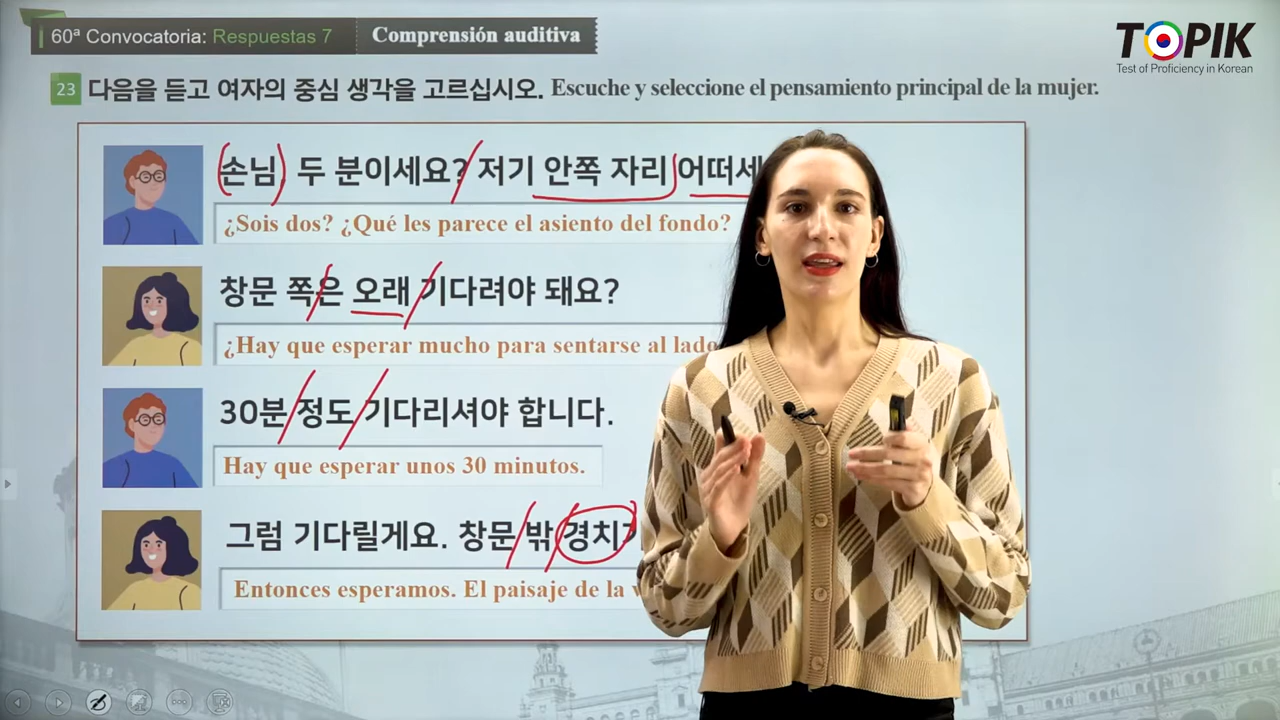 60ª Convocatoria: Respuestas 7 Comprensión auditiva
TOPIK
Test of Proficiency in Korean
23 다음을 듣고 여자의 중심 생각을 고르십시오. Escuche y seleccione el pensamiento principal de la mujer.
손님 두 분이세요? 저기 안쪽 자리 어떠세
¿Sois dos? ¿Qué les parece el asiento del fondo?
창문 쪽은 오래 기다려야 돼요?
¿Hay que esperar mucho para sentarse al lado
30분 정도 기다리셔야 합니다.
Hay que esperar unos 30 minutos.
그럼 기다릴게요. 창문 밖 경치가
Entonces esperamos. El paisaje de la